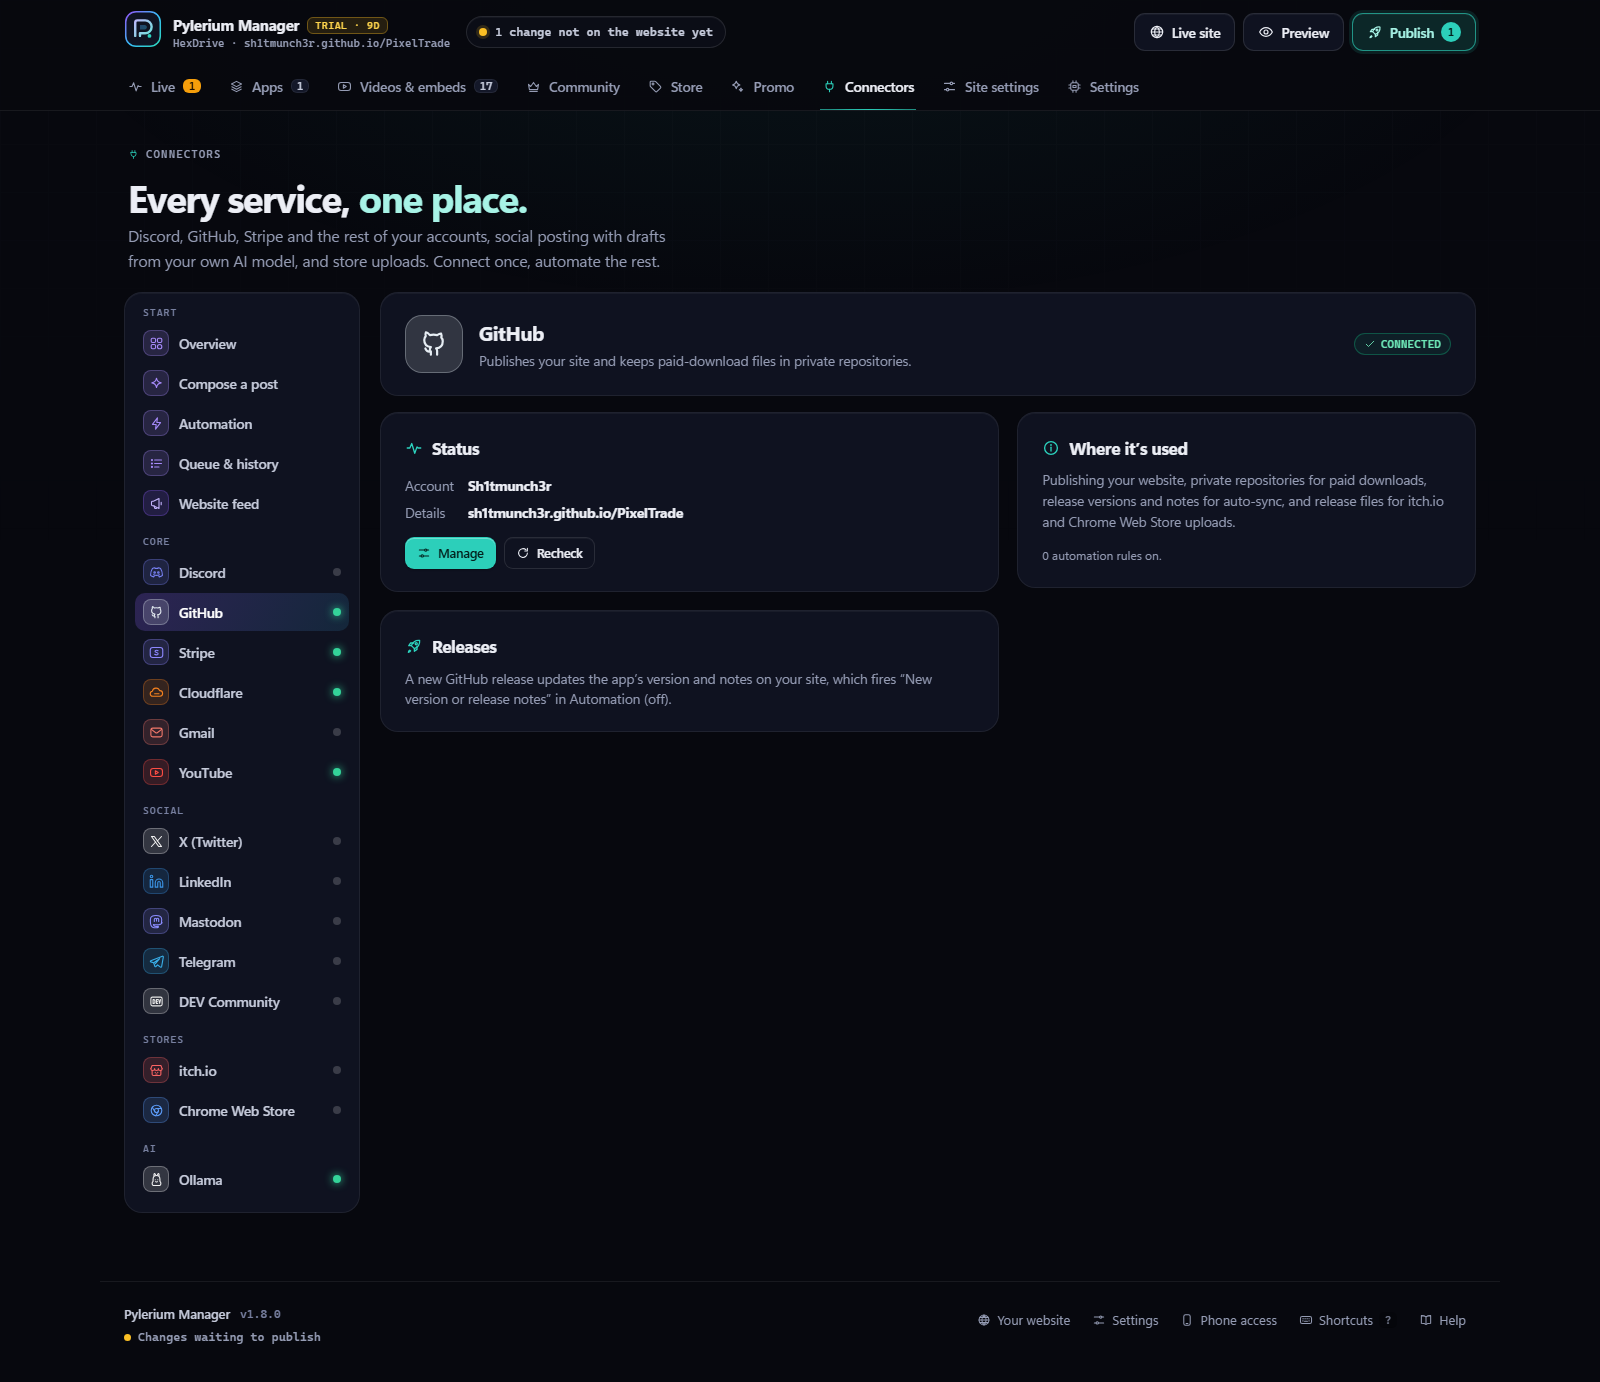 Pylerium Manager TRIAL · 9D
HexDrive · sh1tmunch3r.github.io/PixelTrade
1 change not on the website yet
Live site
Preview
Publish 1
Live 1
Apps 1
Videos & embeds 17
Community
Store
Promo
Connectors
Site settings
Settings
CONNECTORS
Every service, one place.
Discord, GitHub, Stripe and the rest of your accounts, social posting with drafts
from your own AI model, and store uploads. Connect once, automate the rest.
START
Overview
Compose a post
Automation
Queue & history
Website feed
CORE
Discord
GitHub
Stripe
Cloudflare
Gmail
YouTube
SOCIAL
X (Twitter)
LinkedIn
Mastodon
Telegram
DEV Community
STORES
itch.io
Chrome Web Store
AI
Ollama
GitHub
Publishes your site and keeps paid-download files in private repositories.
CONNECTED
Status
Account Sh1tmunch3r
Details sh1tmunch3r.github.io/PixelTrade
Manage
Recheck
Where it’s used
Publishing your website, private repositories for paid downloads,
release versions and notes for auto-sync, and release files for itch.io
and Chrome Web Store uploads.
0 automation rules on.
Releases
A new GitHub release updates the app’s version and notes on your site, which fires “New
version or release notes” in Automation (off).
Pylerium Manager v1.8.0
Changes waiting to publish
Your website
Settings
Phone access
Shortcuts ?
Help